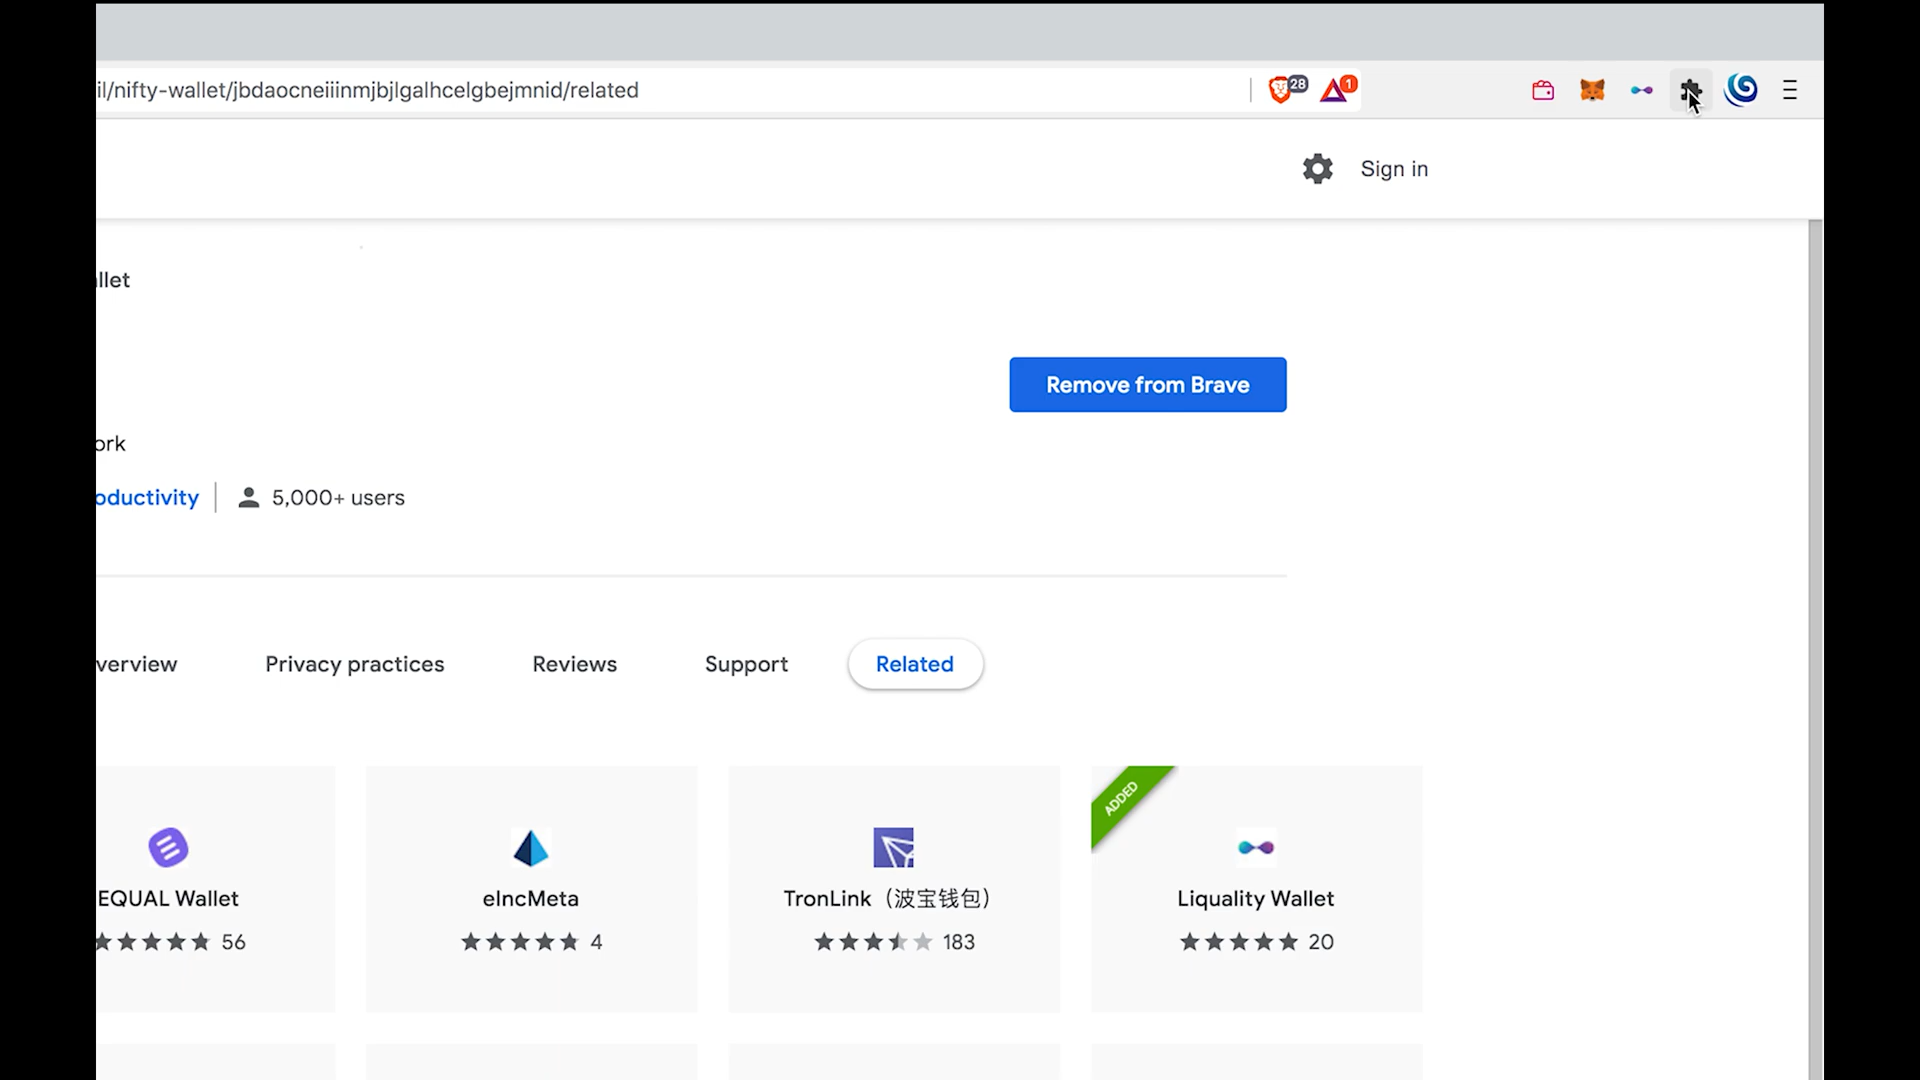 il/nifty-wallet/jbdaocneiiinmjbjlgalhcelgbejmnid/related
28
1
Sign in
allet
Remove from Brave
ork
oductivity
5,000+ users
verview
Privacy practices
Reviews
Support
Related
ADDED
EQUAL Wallet
eIncMeta
TronLink（波宝钱包）
Liquality Wallet
56
4
183
20